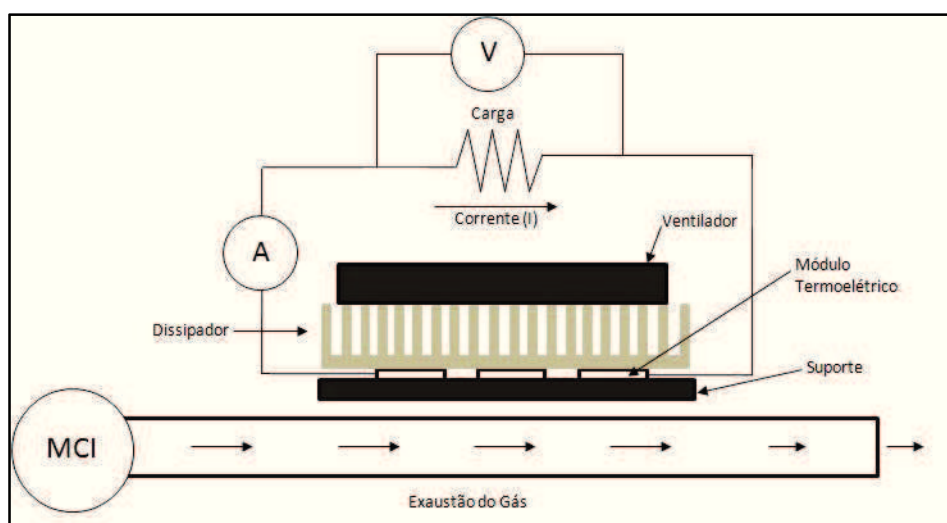 V
Carga
Corrente (I)
A
Ventilador
Módulo
Termoelétrico
Dissipador
Suporte
MCI
Exaustão do Gás